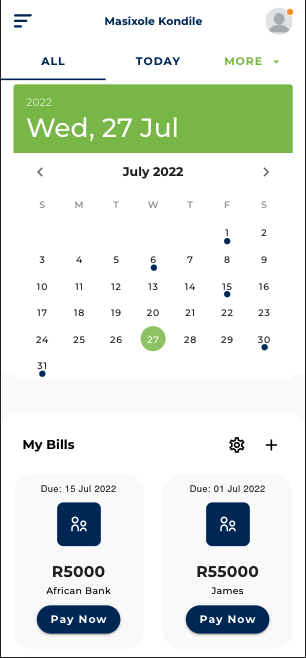 Masixole Kondile
ALL TODAY MORE
2022
Wed, 27 Jul
July 2022
S M T W T F S
1 2
3 4 5 6 7 8 9
10 11 12 13 14 15 16
17 18 19 20 21 22 23
24 25 26 27 28 29 30
31
My Bills
Due: 15 Jul 2022 Due: 01 Jul 2022
R5000 R55000
African Bank James
Pay Now Pay Now